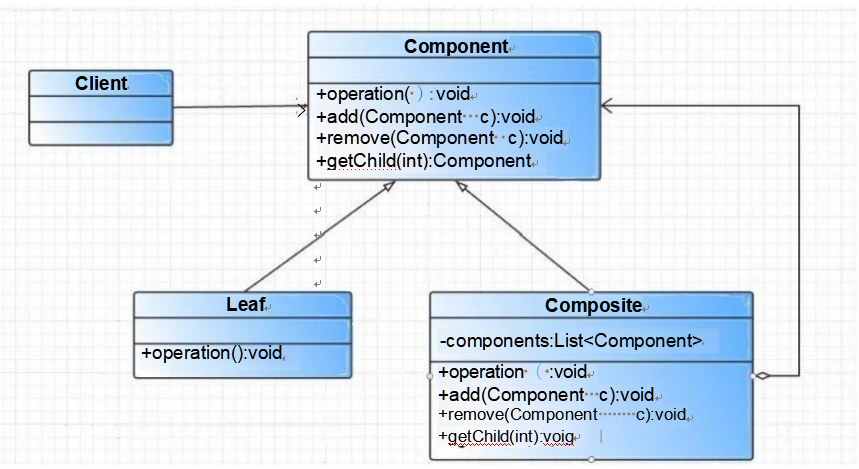 Component
Client
+operation( ) : void
+add(Component c):void
+remove(Component c):void
+getChild(int):Component
Leaf
+operation():void
Composite
-components:List<Component>
+operation ( :void
+add(Component c):void
+remove(Component c):void
+getChild(int):voig